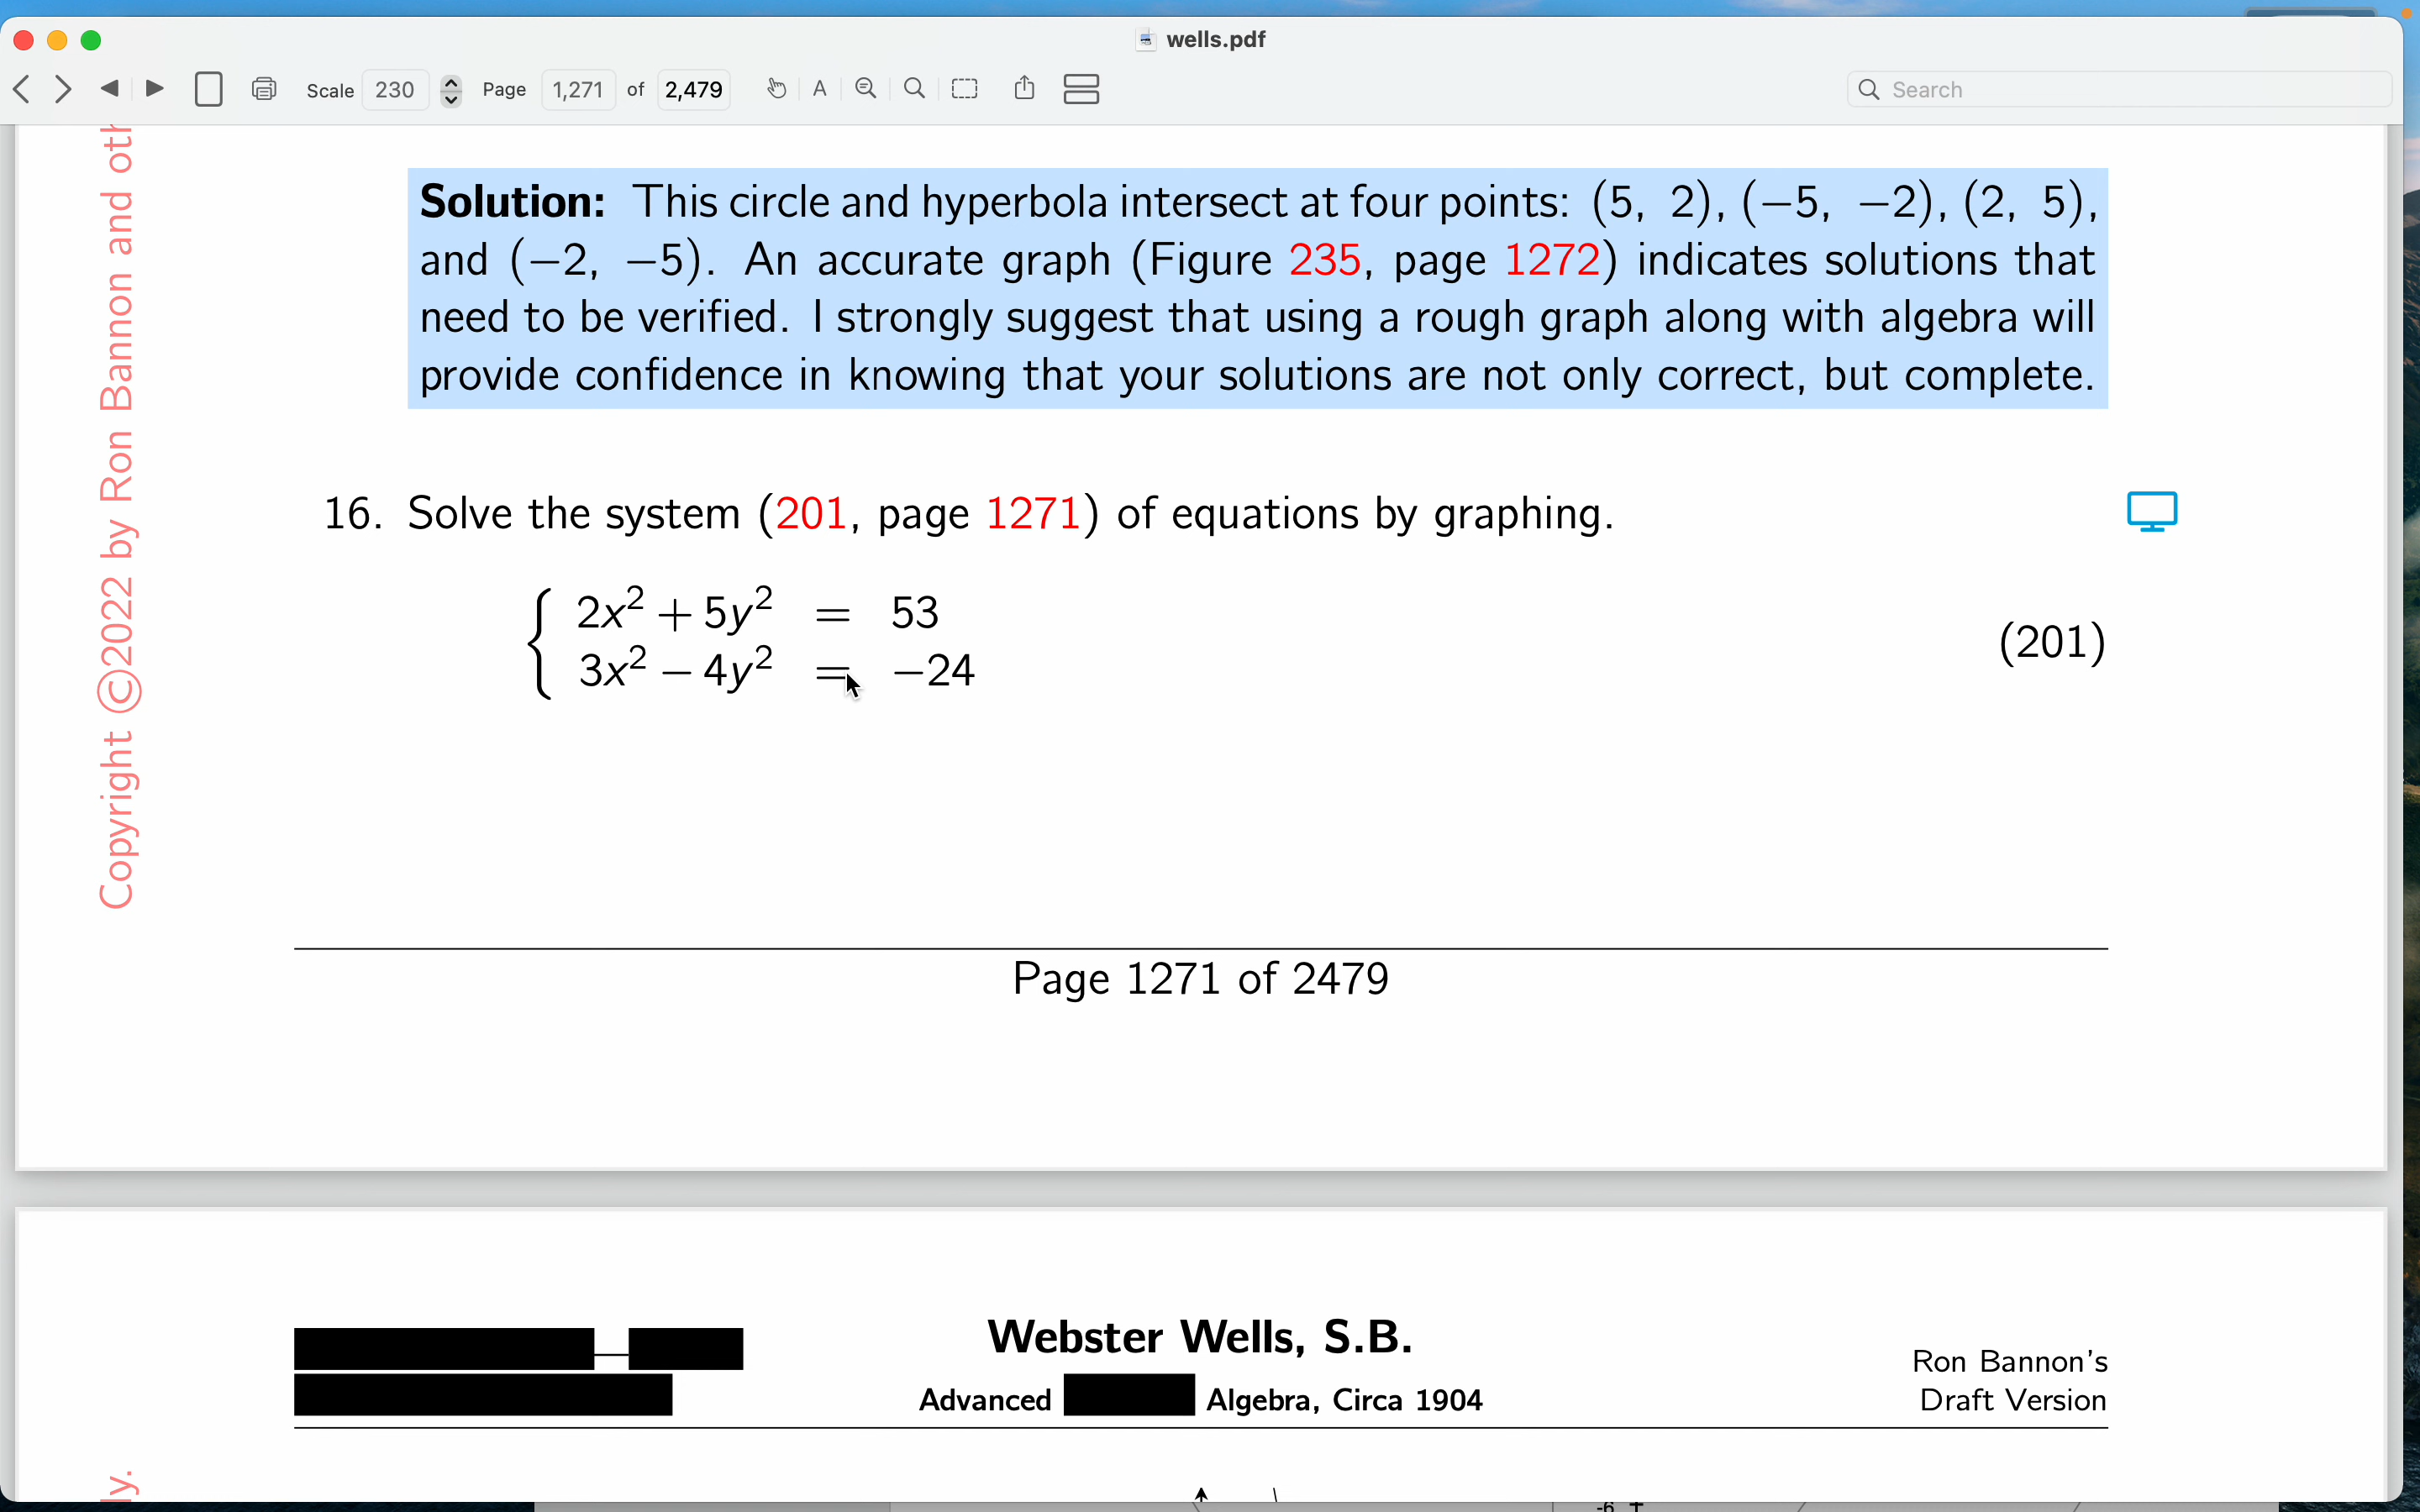 wells.pdf
Scale 230 Page 1,271 of 2,479 A Search
Copyright ©2022 by Ron Bannon and oth
Solution: This circle and hyperbola intersect at four points: (5, 2), (−5, −2), (2, 5),
and (−2, −5). An accurate graph (Figure 235, page 1272) indicates solutions that
need to be verified. I strongly suggest that using a rough graph along with algebra will
provide confidence in knowing that your solutions are not only correct, but complete.
16. Solve the system (201, page 1271) of equations by graphing.
2x² + 5y² = 53
3x² − 4y² = −24
(201)
Page 1271 of 2479
Webster Wells, S.B.
Advanced Algebra, Circa 1904
Ron Bannon's
Draft Version
ly.
-6